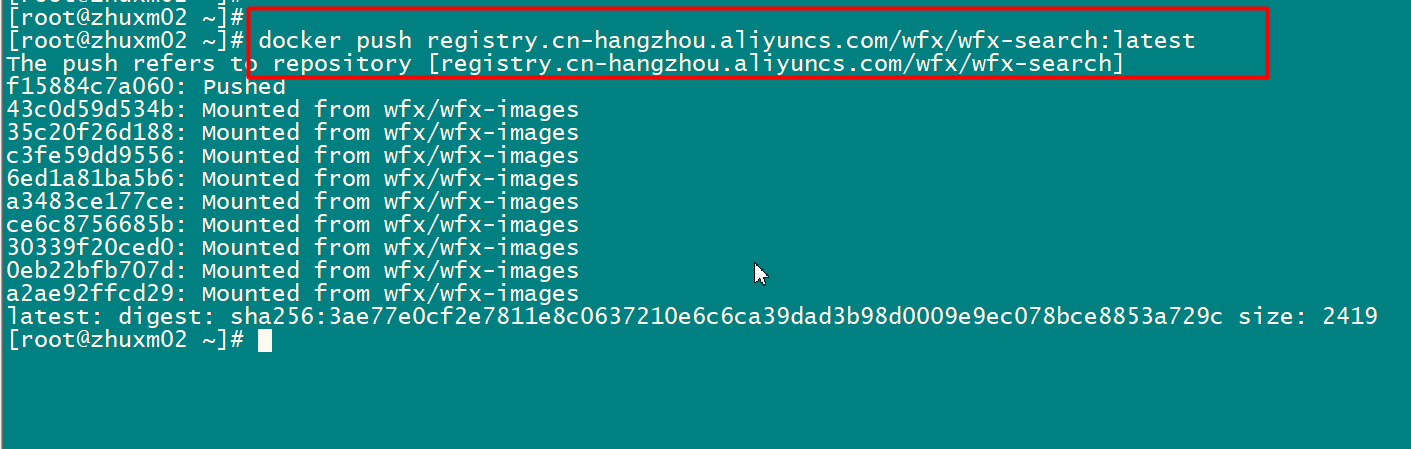 [root@zhuxm02 ~]#
[root@zhuxm02 ~]# docker push registry.cn-hangzhou.aliyuncs.com/wfx/wfx-search:latest
The push refers to repository [registry.cn-hangzhou.aliyuncs.com/wfx/wfx-search]
f15884c7a060: Pushed
43c0d59d534b: Mounted from wfx/wfx-images
35c20f26d188: Mounted from wfx/wfx-images
c3fe59dd9556: Mounted from wfx/wfx-images
6ed1a81ba5b6: Mounted from wfx/wfx-images
a3483ce177ce: Mounted from wfx/wfx-images
ce6c8756685b: Mounted from wfx/wfx-images
30339f20ced0: Mounted from wfx/wfx-images
0eb22bfb707d: Mounted from wfx/wfx-images
a2ae92ffcd29: Mounted from wfx/wfx-images
latest: digest: sha256:3ae77e0cf2e7811e8c0637210e6c6ca39dad3b98d0009e9ec078bce8853a729c size: 2419
[root@zhuxm02 ~]#